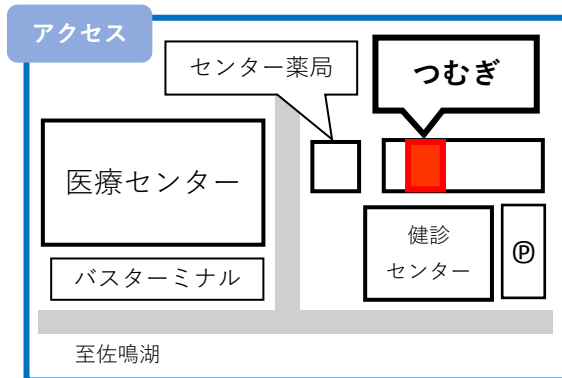 アクセス
センター薬局
つむぎ
医療センター
健診
センター
Ⓟ
バスターミナル
至佐鳴湖